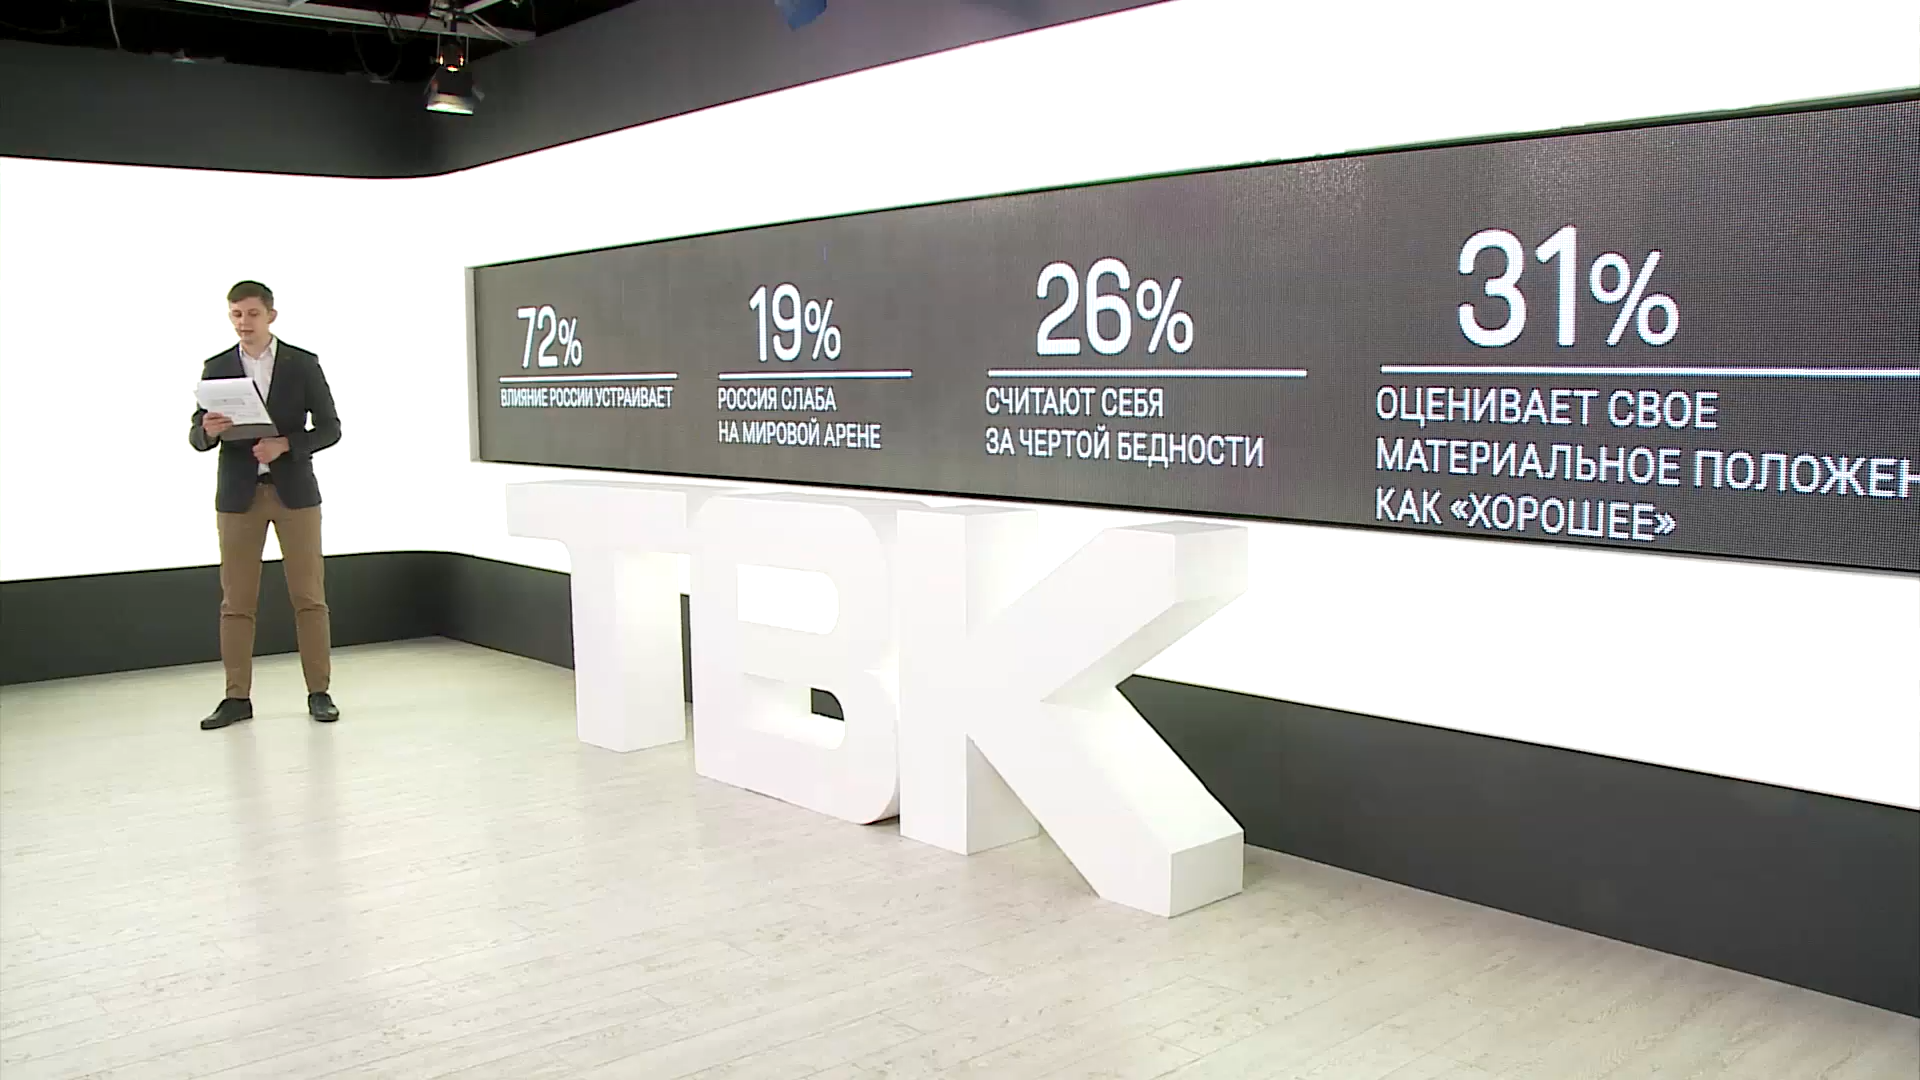 72%
ВЛИЯНИЕ РОССИИ УСТРАИВАЕТ
19%
РОССИЯ СЛАБА
НА МИРОВОЙ АРЕНЕ
26%
СЧИТАЮТ СЕБЯ
ЗА ЧЕРТОЙ БЕДНОСТИ
31%
ОЦЕНИВАЕТ СВОЕ
МАТЕРИАЛЬНОЕ ПОЛОЖЕН
КАК «ХОРОШЕЕ»
ТВК